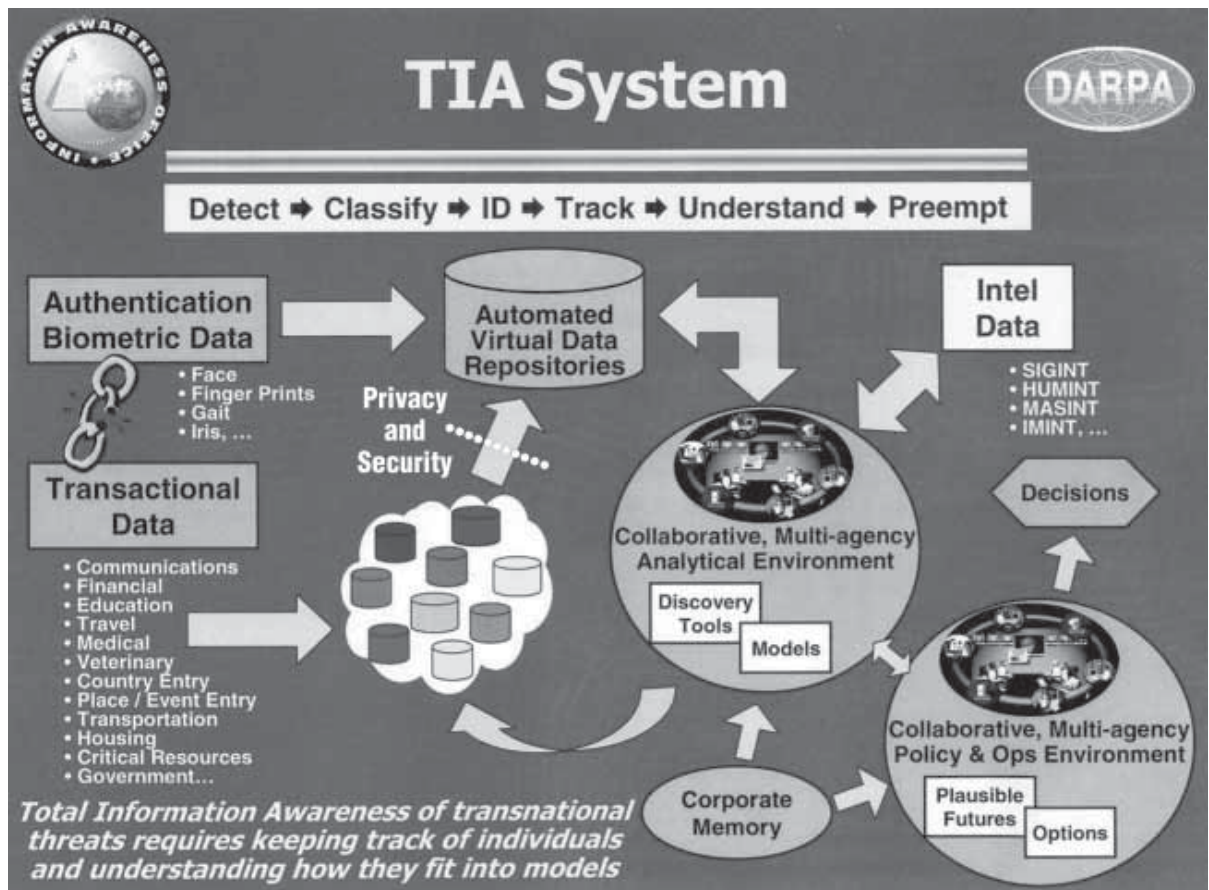 INFORMATION AWARENESS OFFICE
TIA System
DARPA
Detect ➡ Classify ➡ ID ➡ Track ➡ Understand ➡ Preempt
Authentication
Biometric Data
• Face
• Finger Prints
• Gait
• Iris, ...
Automated
Virtual Data
Repositories
Intel
Data
• SIGINT
• HUMINT
• MASINT
• IMINT, ...
Privacy
and
Security
Transactional
Data
• Communications
• Financial
• Education
• Travel
• Medical
• Veterinary
• Country Entry
• Place / Event Entry
• Transportation
• Housing
• Critical Resources
• Government...
Collaborative, Multi-agency
Analytical Environment
Discovery
Tools
Models
Decisions
Collaborative, Multi-agency
Policy & Ops Environment
Plausible
Futures
Options
Corporate
Memory
Total Information Awareness of transnational
threats requires keeping track of individuals
and understanding how they fit into models